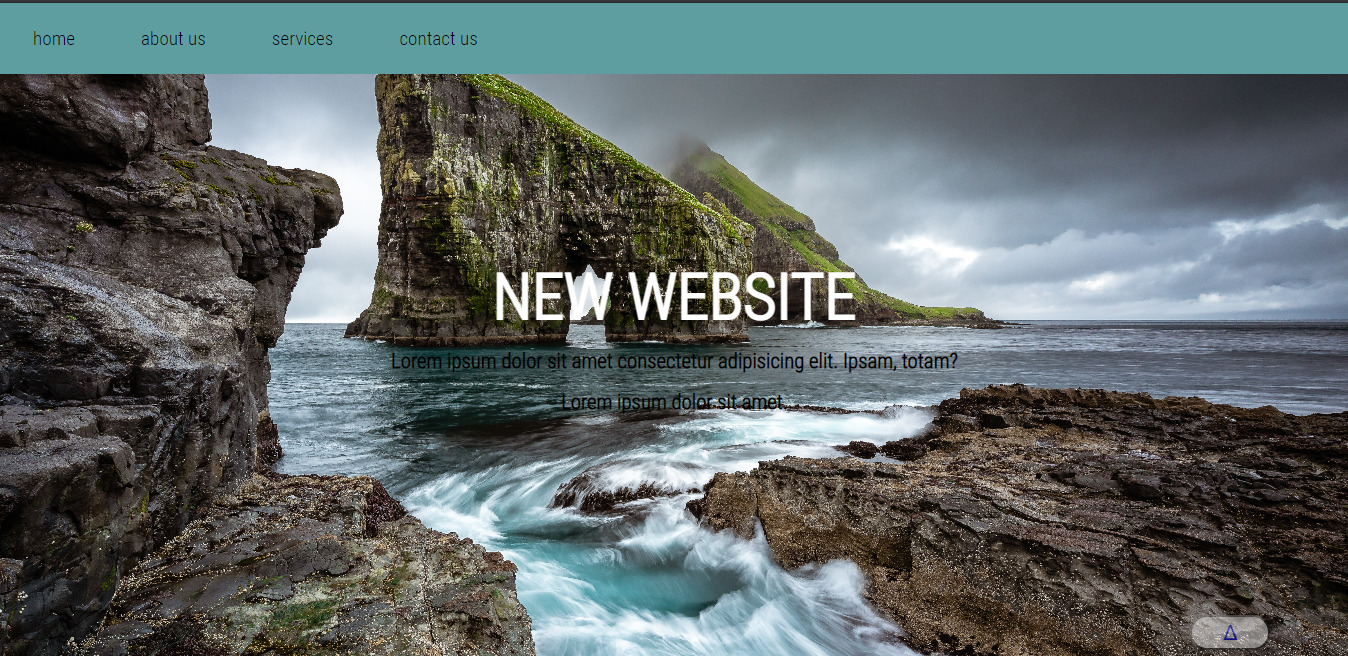 home about us services contact us
NEW WEBSITE
Lorem ipsum dolor sit amet consectetur adipisicing elit. Ipsam, totam?
Lorem ipsum dolor sit amet.